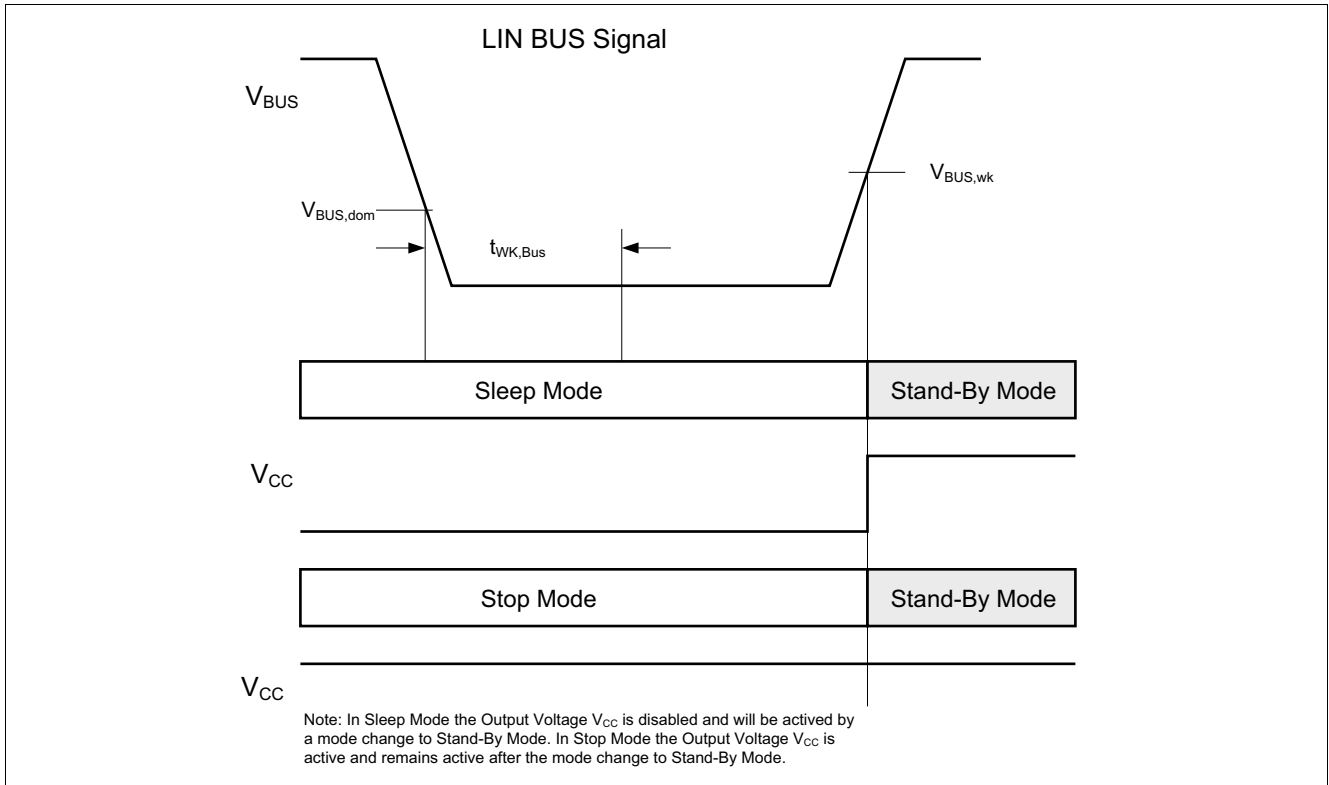 LIN BUS Signal
VBUS
VBUS,wk
VBUS,dom
tWK,Bus
Sleep Mode
Stand-By Mode
VCC
Stop Mode
Stand-By Mode
VCC
Note: In Sleep Mode the Output Voltage VCC is disabled and will be actived by
a mode change to Stand-By Mode. In Stop Mode the Output Voltage VCC is
active and remains active after the mode change to Stand-By Mode.